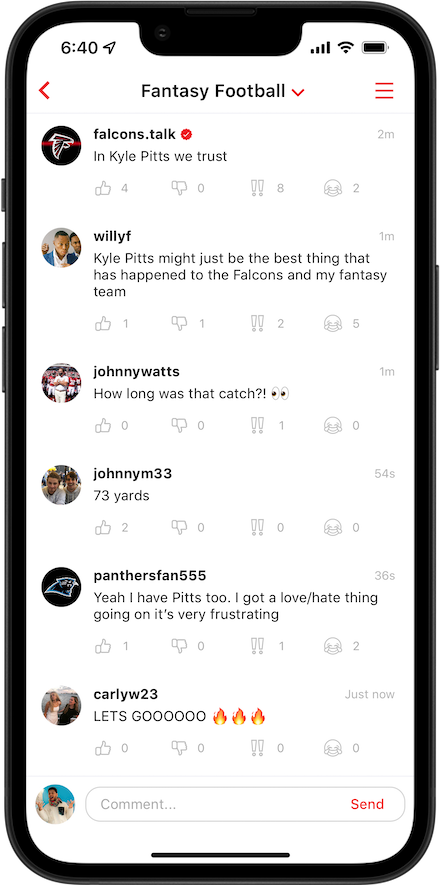 6:40
Fantasy Football
falcons.talk 2m
In Kyle Pitts we trust
4 0 8 2
willyf 1m
Kyle Pitts might just be the best thing that
has happened to the Falcons and my fantasy
team
1 1 2 5
johnnywatts 1m
How long was that catch?! 👀
0 0 1 0
johnnym33 54s
73 yards
2 0 0 0
panthersfan555 36s
Yeah I have Pitts too. I got a love/hate thing
going on it’s very frustrating
1 0 1 2
carlyw23 Just now
LETS GOOOOOO 🔥🔥🔥
0 0 0 0
Comment... Send